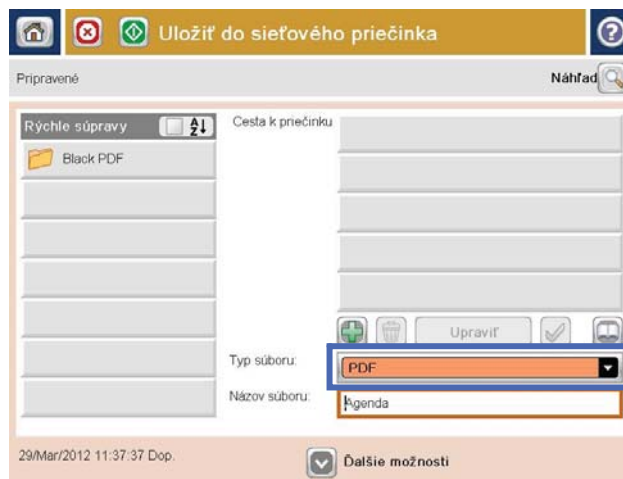 Uložiť do sieťového priečinka
Pripravené
Náhľad
Rýchle súpravy
Cesta k priečinku
Black PDF
Upraviť
Typ súboru:
PDF
Názov súboru:
Agenda
29/Mar/2012 11:37:37 Dop.
Ďalšie možnosti